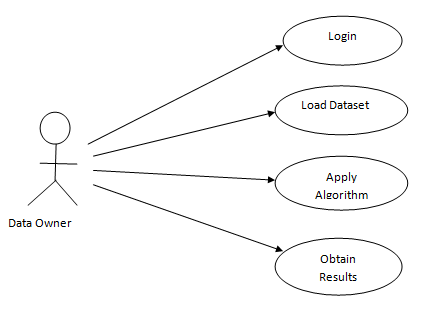 Login
Load Dataset
Apply
Algorithm
Data Owner
Obtain
Results